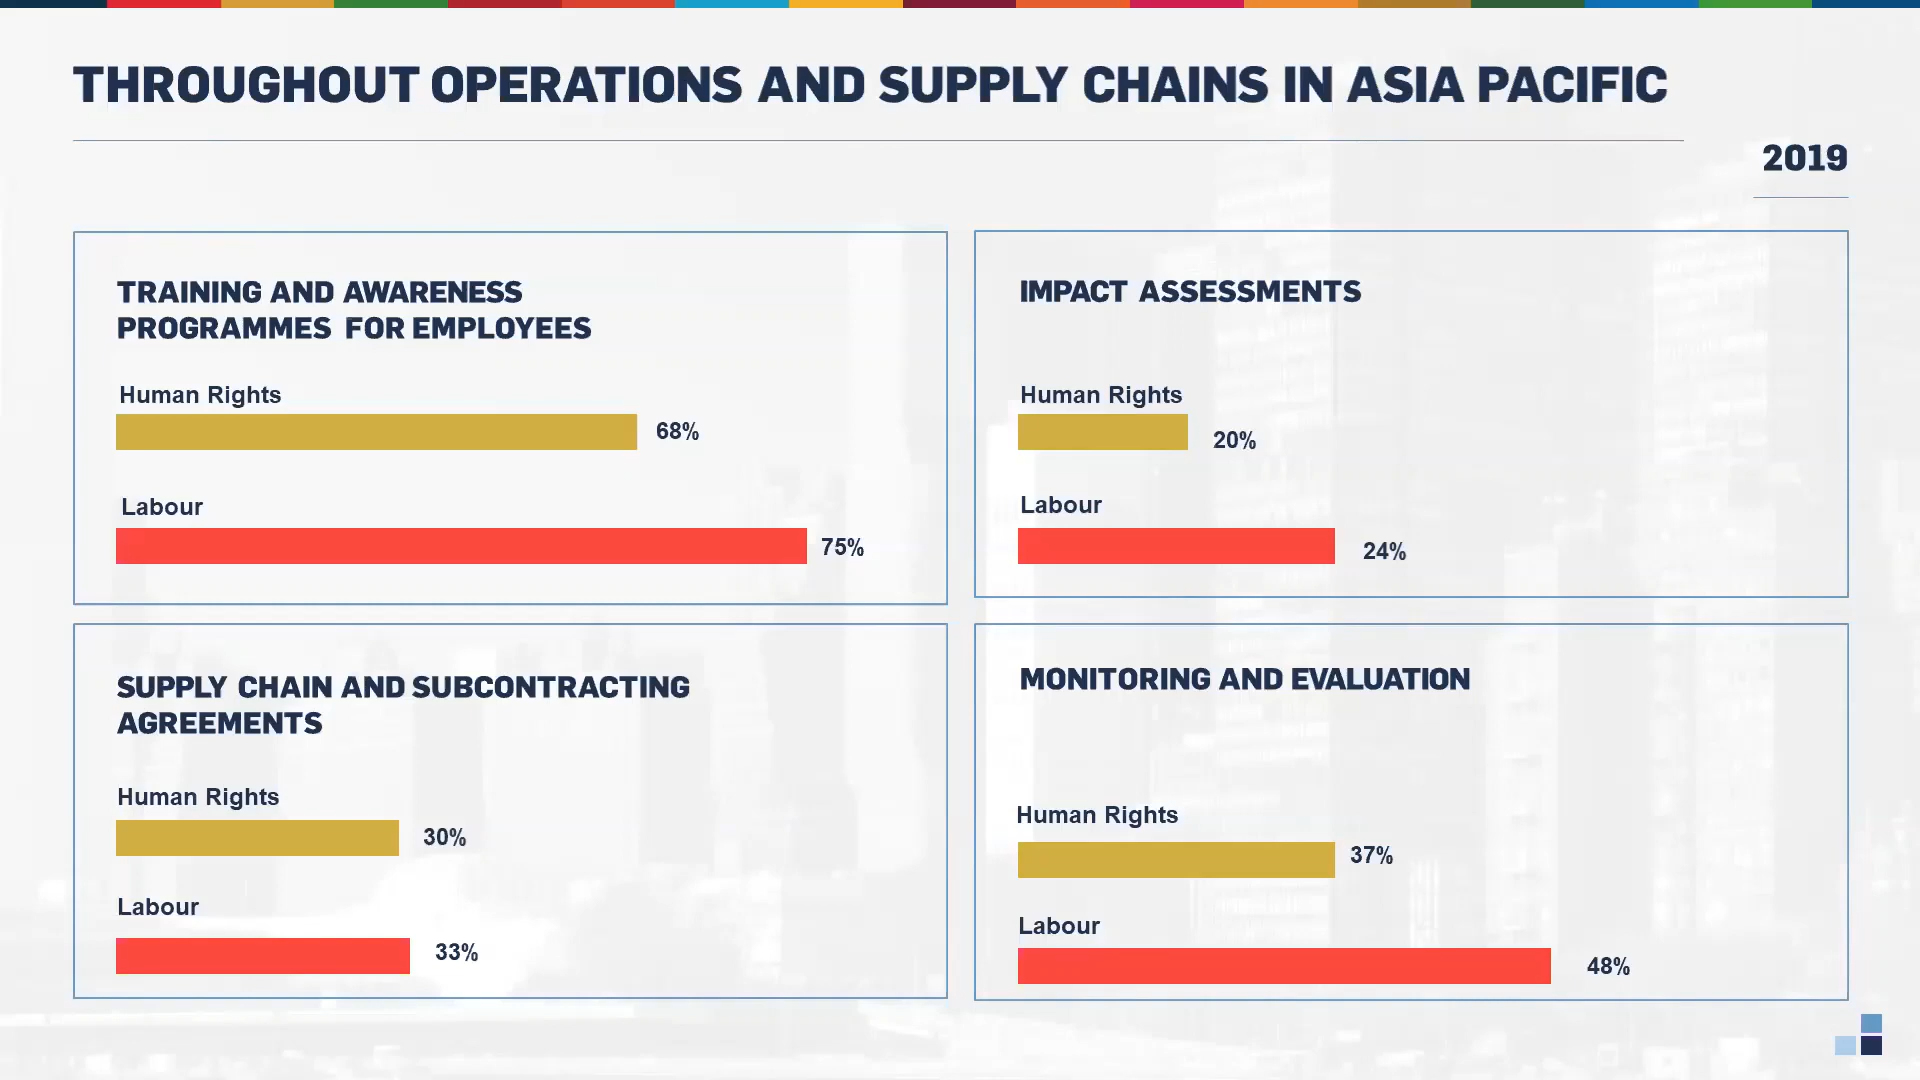 THROUGHOUT OPERATIONS AND SUPPLY CHAINS IN ASIA PACIFIC
2019
TRAINING AND AWARENESS
PROGRAMMES FOR EMPLOYEES
Human Rights
68%
Labour
75%
IMPACT ASSESSMENTS
Human Rights
20%
Labour
24%
SUPPLY CHAIN AND SUBCONTRACTING
AGREEMENTS
Human Rights
30%
Labour
33%
MONITORING AND EVALUATION
Human Rights
37%
Labour
48%